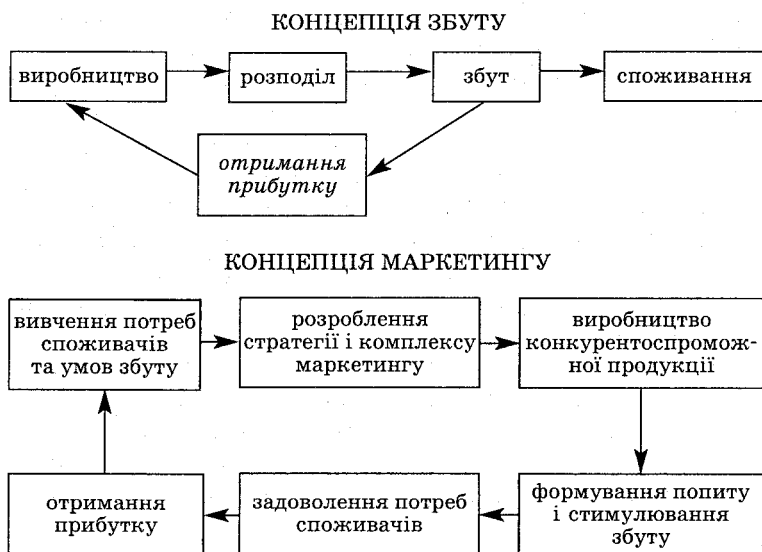 КОНЦЕПЦІЯ ЗБУТУ
виробництво
розподіл
збут
споживання
отримання
прибутку
КОНЦЕПЦІЯ МАРКЕТИНГУ
вивчення потреб
споживачів
та умов збуту
розроблення
стратегії і комплексу
маркетингу
виробництво
конкурентоспромож-
ної продукції
отримання
прибутку
задоволення потреб
споживачів
формування попиту
і стимулювання
збуту